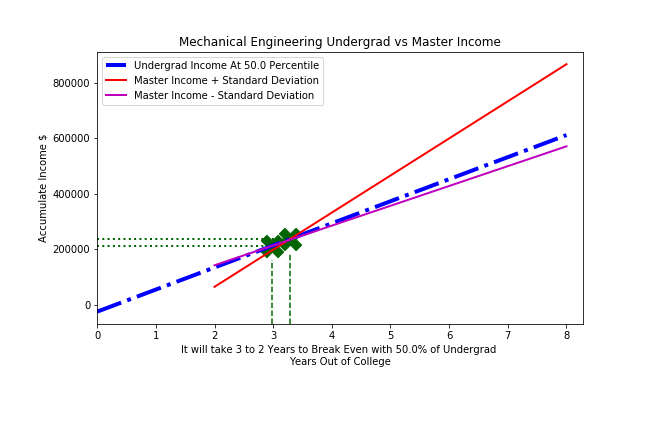 Mechanical Engineering Undergrad vs Master Income
Undergrad Income At 50.0 Percentile
Master Income + Standard Deviation
Master Income - Standard Deviation
Accumulate Income $
800000
600000
400000
200000
0
0 1 2 3 4 5 6 7 8
It will take 3 to 2 Years to Break Even with 50.0% of Undergrad
Years Out of College